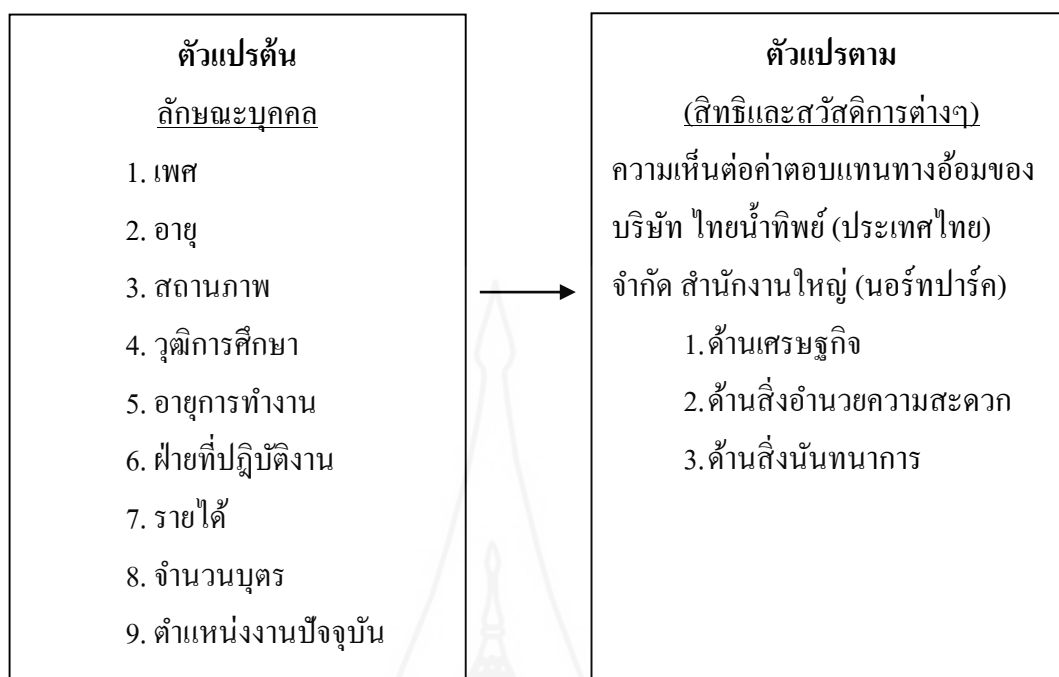 ตัวแปรต้น
ลักษณะบุคคล
1. เพศ
2. อายุ
3. สถานภาพ
4. วุฒิการศึกษา
5. อายุการทำงาน
6. ฝ่ายที่ปฏิบัติงาน
7. รายได้
8. จำนวนบุตร
9. ตำแหน่งงานปัจจุบัน
ตัวแปรตาม
(สิทธิและสวัสดิการต่างๆ)
ความเห็นต่อค่าตอบแทนทางอ้อมของ
บริษัท ไทยน้ำทิพย์ (ประเทศไทย)
จำกัด สำนักงานใหญ่ (นอร์ทปาร์ค)
1.ด้านเศรษฐกิจ
2.ด้านสิ่งอำนวยความสะดวก
3.ด้านสิ่งนันทนาการ